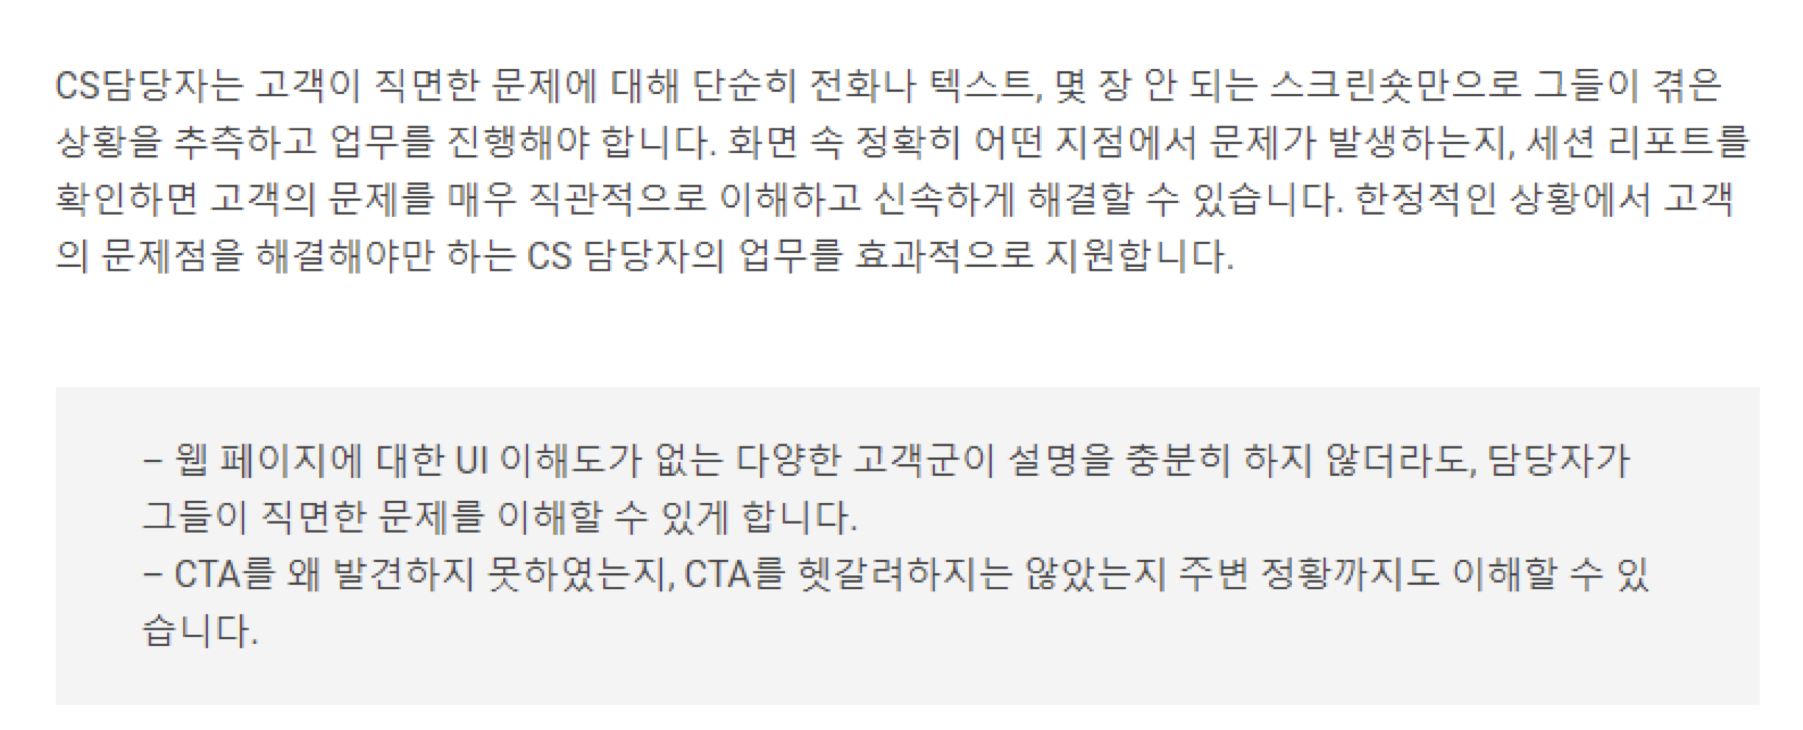 CS담당자는 고객이 직면한 문제에 대해 단순히 전화나 텍스트, 몇 장 안 되는 스크린숏만으로 그들이 겪은
상황을 추측하고 업무를 진행해야 합니다. 화면 속 정확히 어떤 지점에서 문제가 발생하는지, 세션 리포트를
확인하면 고객의 문제를 매우 직관적으로 이해하고 신속하게 해결할 수 있습니다. 한정적인 상황에서 고객
의 문제점을 해결해야만 하는 CS 담당자의 업무를 효과적으로 지원합니다.
– 웹 페이지에 대한 UI 이해도가 없는 다양한 고객군이 설명을 충분히 하지 않더라도, 담당자가
그들이 직면한 문제를 이해할 수 있게 합니다.
– CTA를 왜 발견하지 못하였는지, CTA를 헷갈려하지는 않았는지 주변 정황까지도 이해할 수 있
습니다.